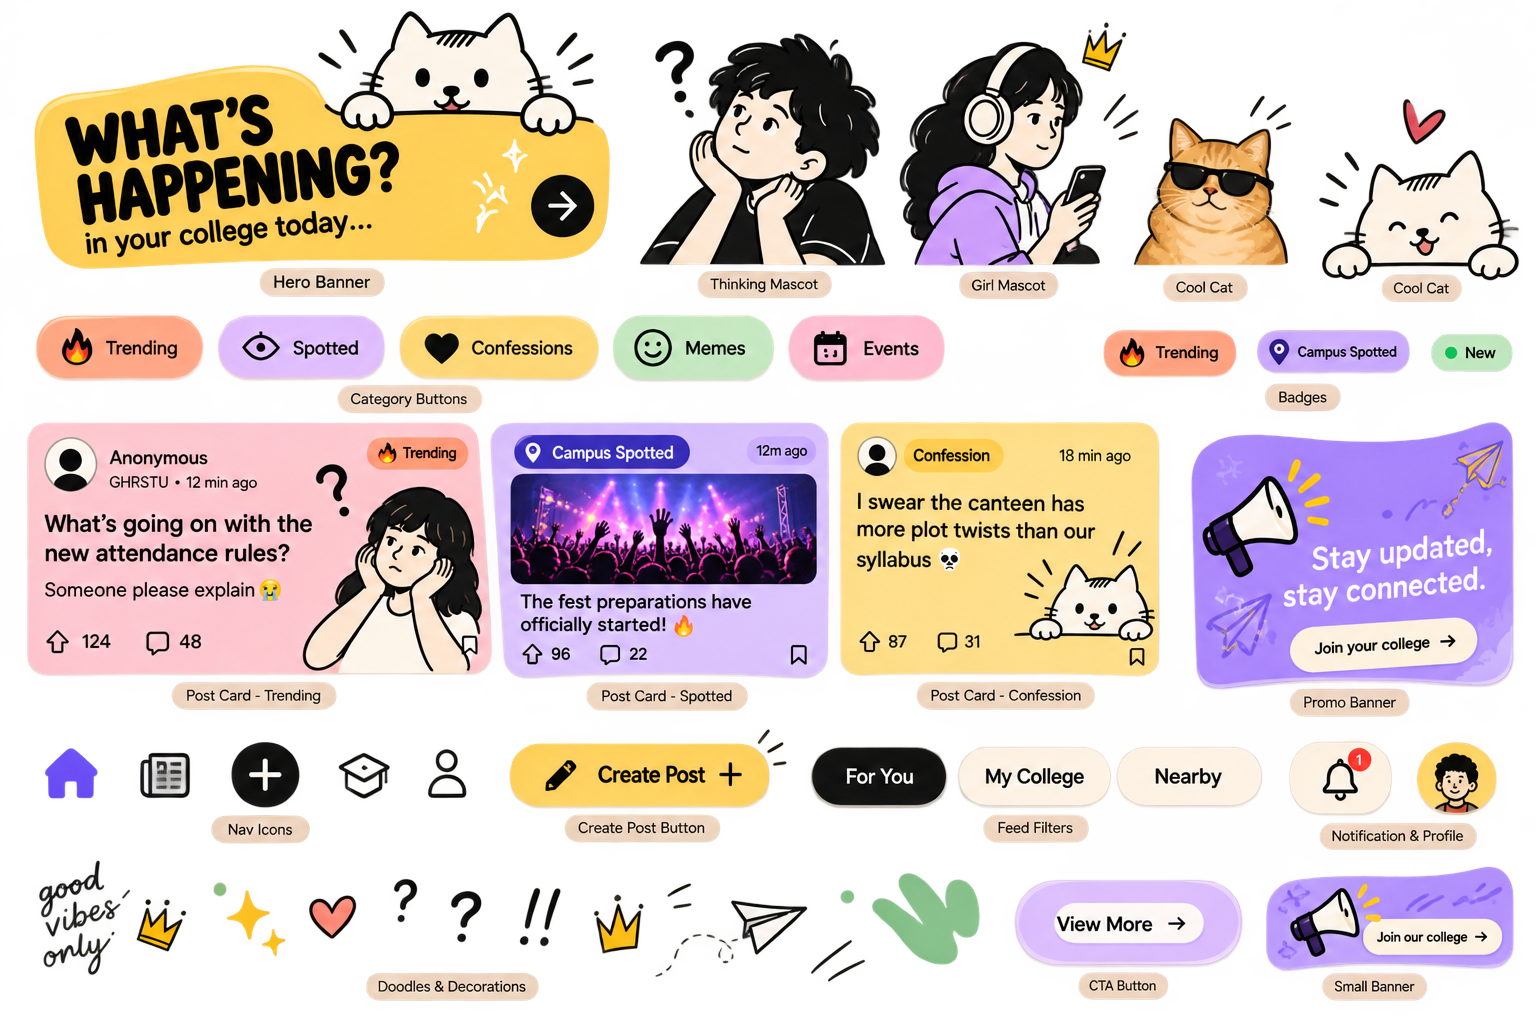 WHAT'S
HAPPENING?
in your college today...
Hero Banner
?
Thinking Mascot
Girl Mascot
Cool Cat
Cool Cat
Trending
Spotted
Confessions
Memes
Events
Category Buttons
Trending
Campus Spotted
New
Badges
Anonymous
GHRSTU • 12 min ago
Trending
?
What's going on with the
new attendance rules?
Someone please explain 😭
124
48
Post Card - Trending
Campus Spotted
12m ago
The fest preparations have
officially started! 🔥
96
22
Post Card - Spotted
Confession
18 min ago
I swear the canteen has
more plot twists than our
syllabus 💀
87
31
Post Card - Confession
Stay updated,
stay connected.
Join your college →
Promo Banner
Nav Icons
Create Post +
Create Post Button
For You
My College
Nearby
Feed Filters
1
Notification & Profile
good
vibes
only
? ? !!
Doodles & Decorations
View More →
CTA Button
Join our college →
Small Banner